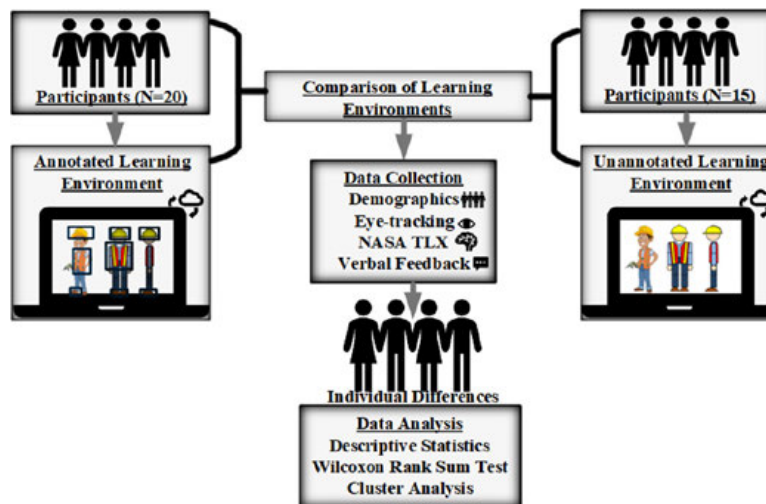 Participants (N=20)
Annotated Learning
Environment
Comparison of Learning
Environments
Data Collection
Demographics
Eye-tracking
NASA TLX
Verbal Feedback
Individual Differences
Data Analysis
Descriptive Statistics
Wilcoxon Rank Sum Test
Cluster Analysis
Participants (N=15)
Unannotated Learning
Environment